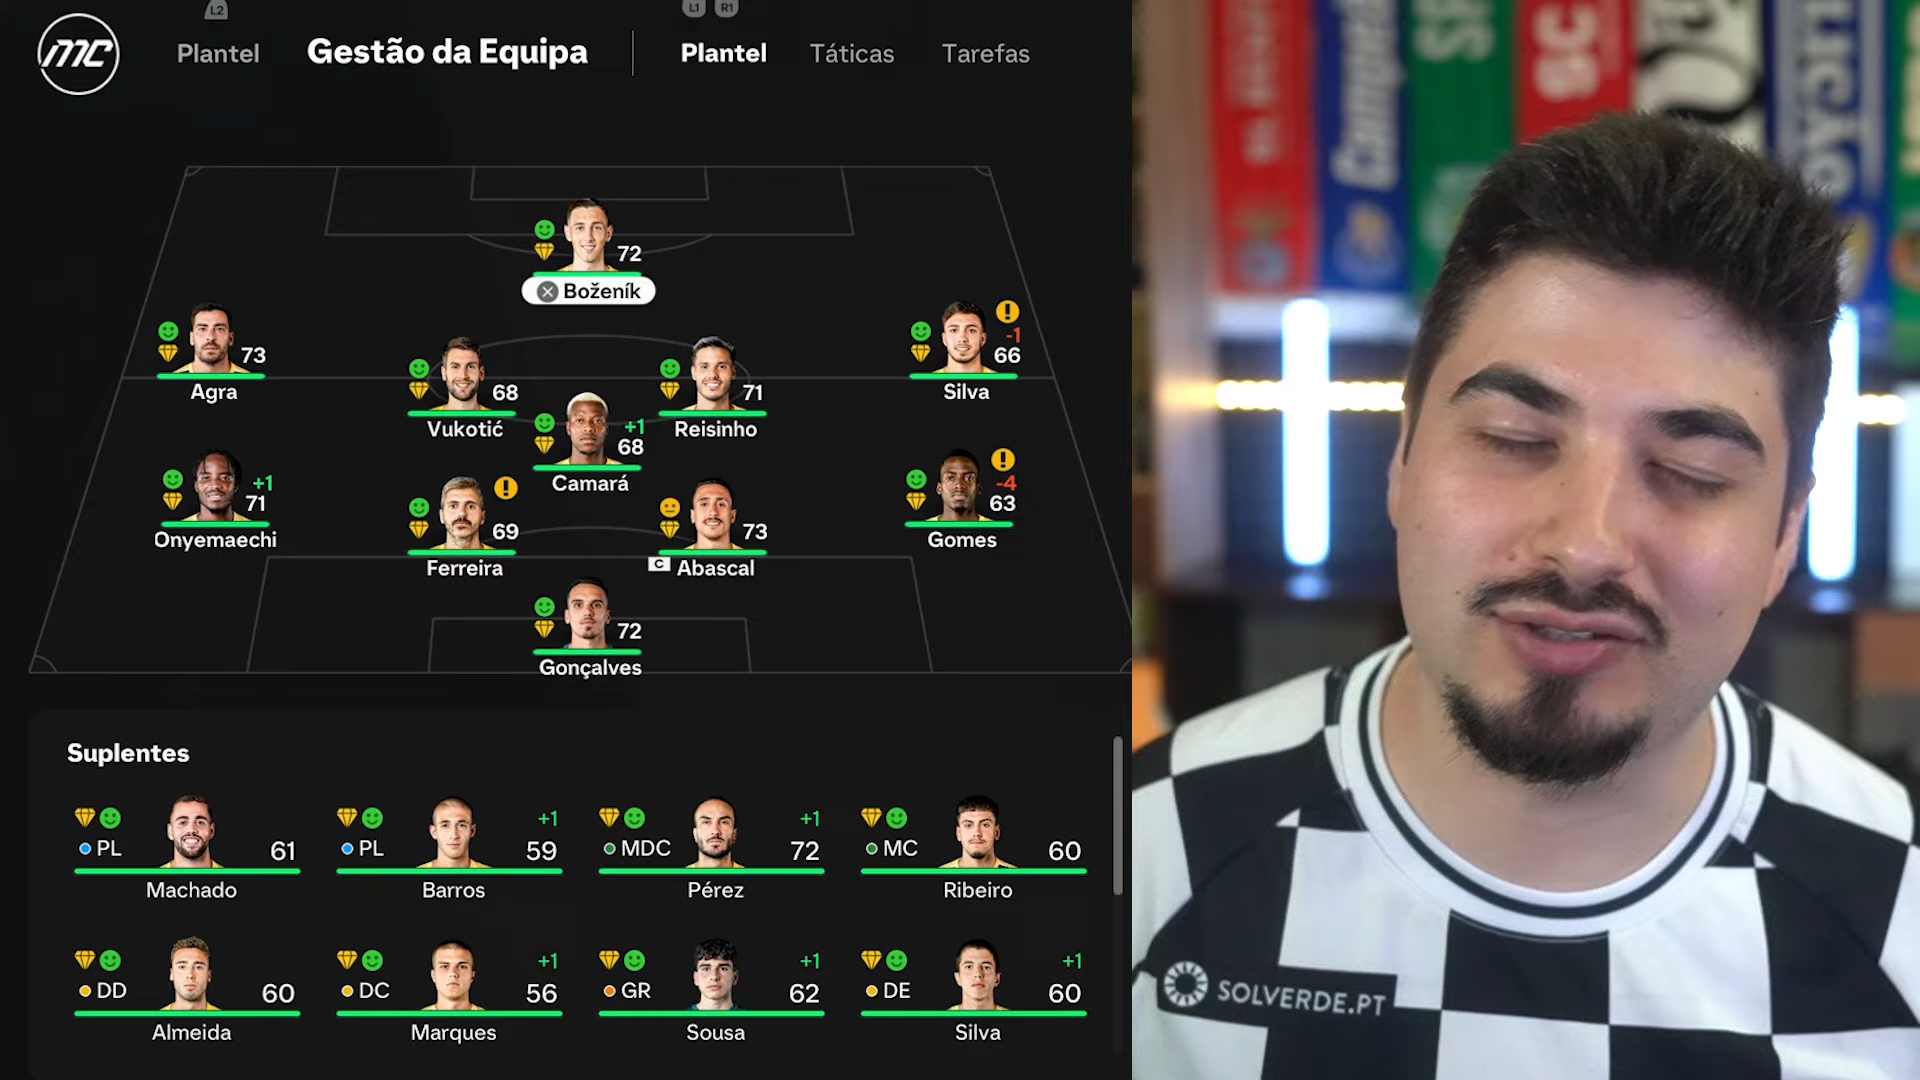 L2 L1 R1
MC Plantel Gestão da Equipa Plantel Táticas Tarefas
72
Boženík
73
Agra
68
Vukotić
71
Reisinho
-1
66
Silva
+1
68
Camará
+1
71
Onyemaechi
69
Ferreira
73
C Abascal
-4
63
Gomes
72
Gonçalves
Suplentes
PL 61
Machado
+1
PL 59
Barros
+1
MDC 72
Pérez
MC 60
Ribeiro
DD 60
Almeida
+1
DC 56
Marques
+1
GR 62
Sousa
+1
DE 60
Silva
SC
SOLVERDE.PT